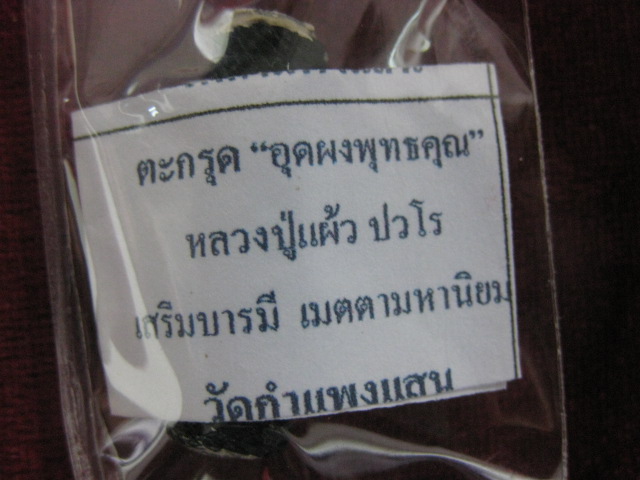 ตะกรุด “อุดผงพุทธคุณ”
หลวงปู่แผ้ว ปวโร
เสริมบารมี เมตตามหานิยม
วัดกำแพงแสน